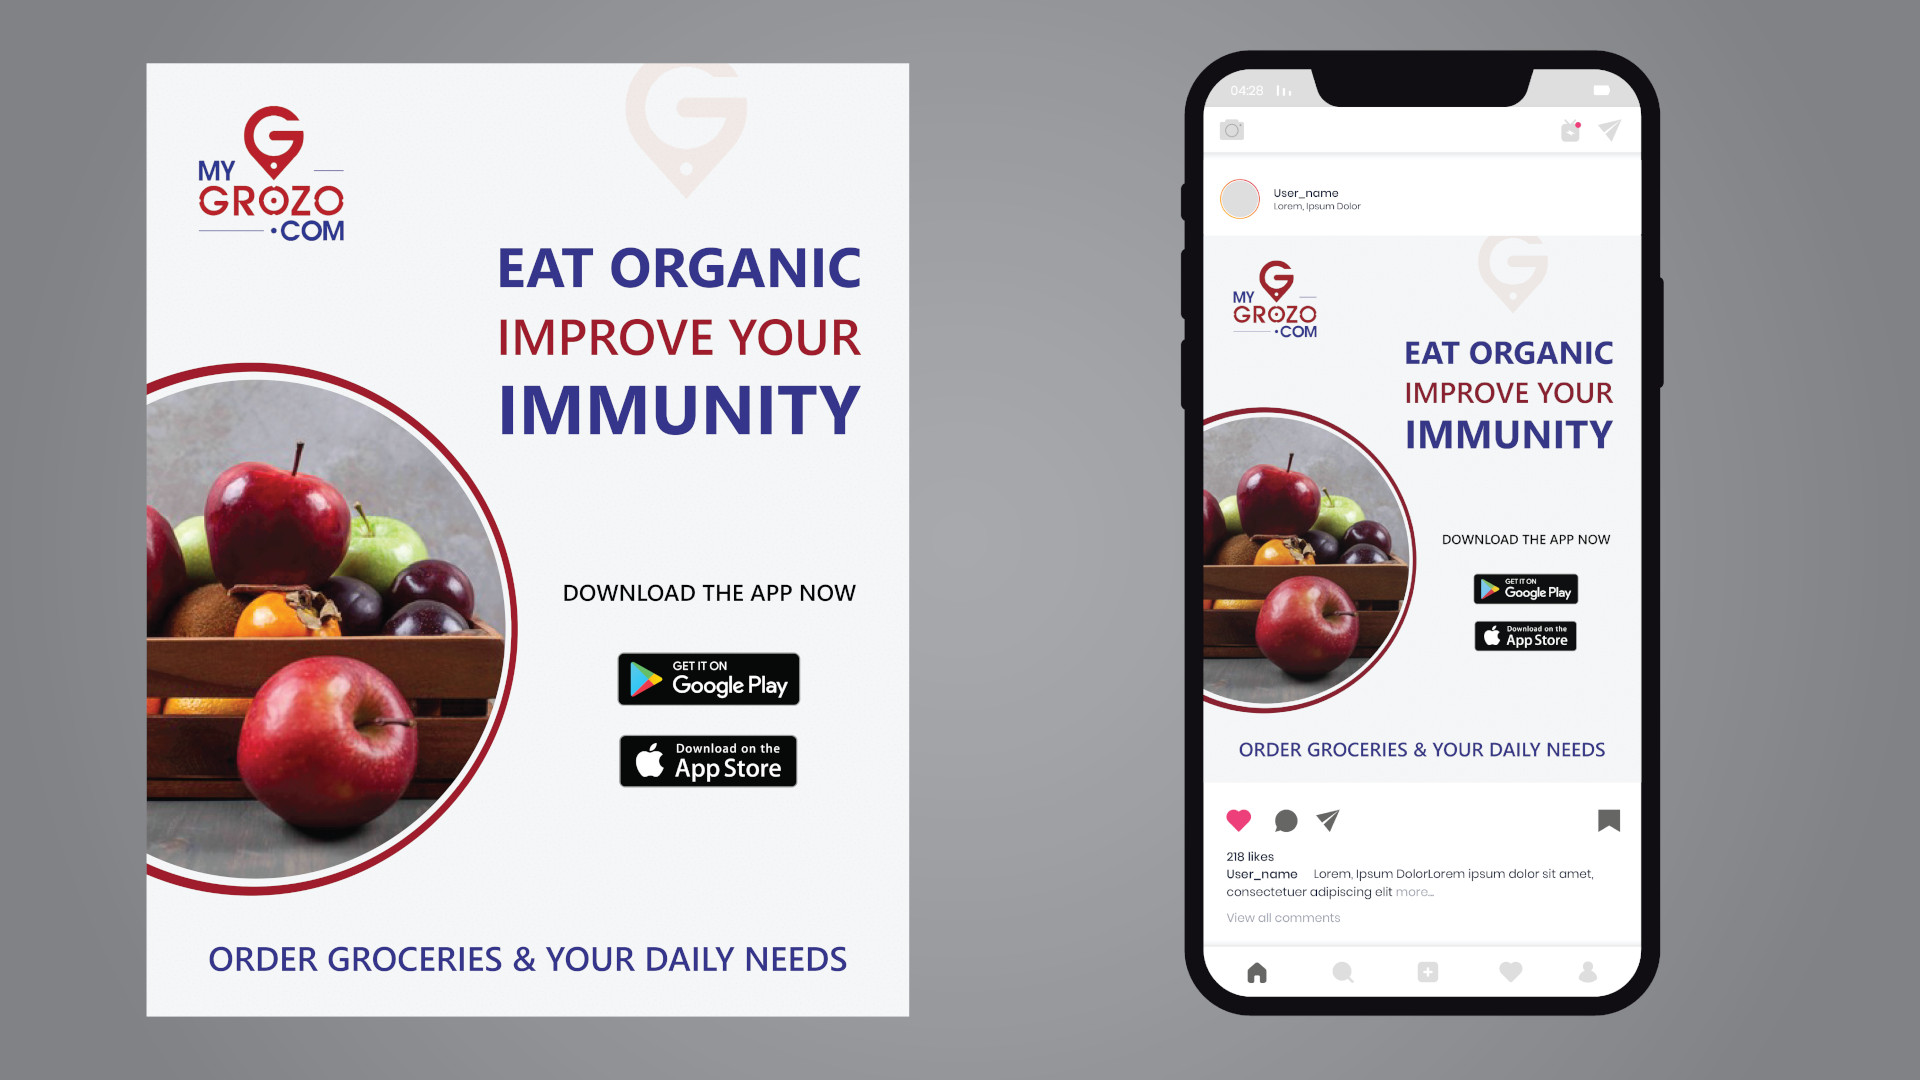 MY
GROZO
.COM
EAT ORGANIC
IMPROVE YOUR
IMMUNITY
DOWNLOAD THE APP NOW
GET IT ON
Google Play
Download on the
App Store
ORDER GROCERIES & YOUR DAILY NEEDS
04:28
User_name
Lorem, Ipsum Dolor
MY
GROZO
.COM
EAT ORGANIC
IMPROVE YOUR
IMMUNITY
DOWNLOAD THE APP NOW
GET IT ON
Google Play
Download on the
App Store
ORDER GROCERIES & YOUR DAILY NEEDS
218 likes
User_name Lorem, Ipsum DolorLorem ipsum dolor sit amet,
consectetuer adipiscing elit more...
View all comments